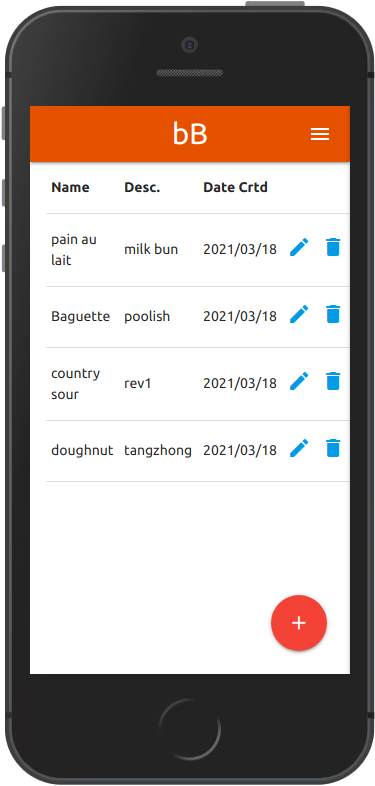 bB
Name Desc. Date Crtd
pain au
lait milk bun 2021/03/18
Baguette poolish 2021/03/18
country
sour rev1 2021/03/18
doughnut tangzhong 2021/03/18
+